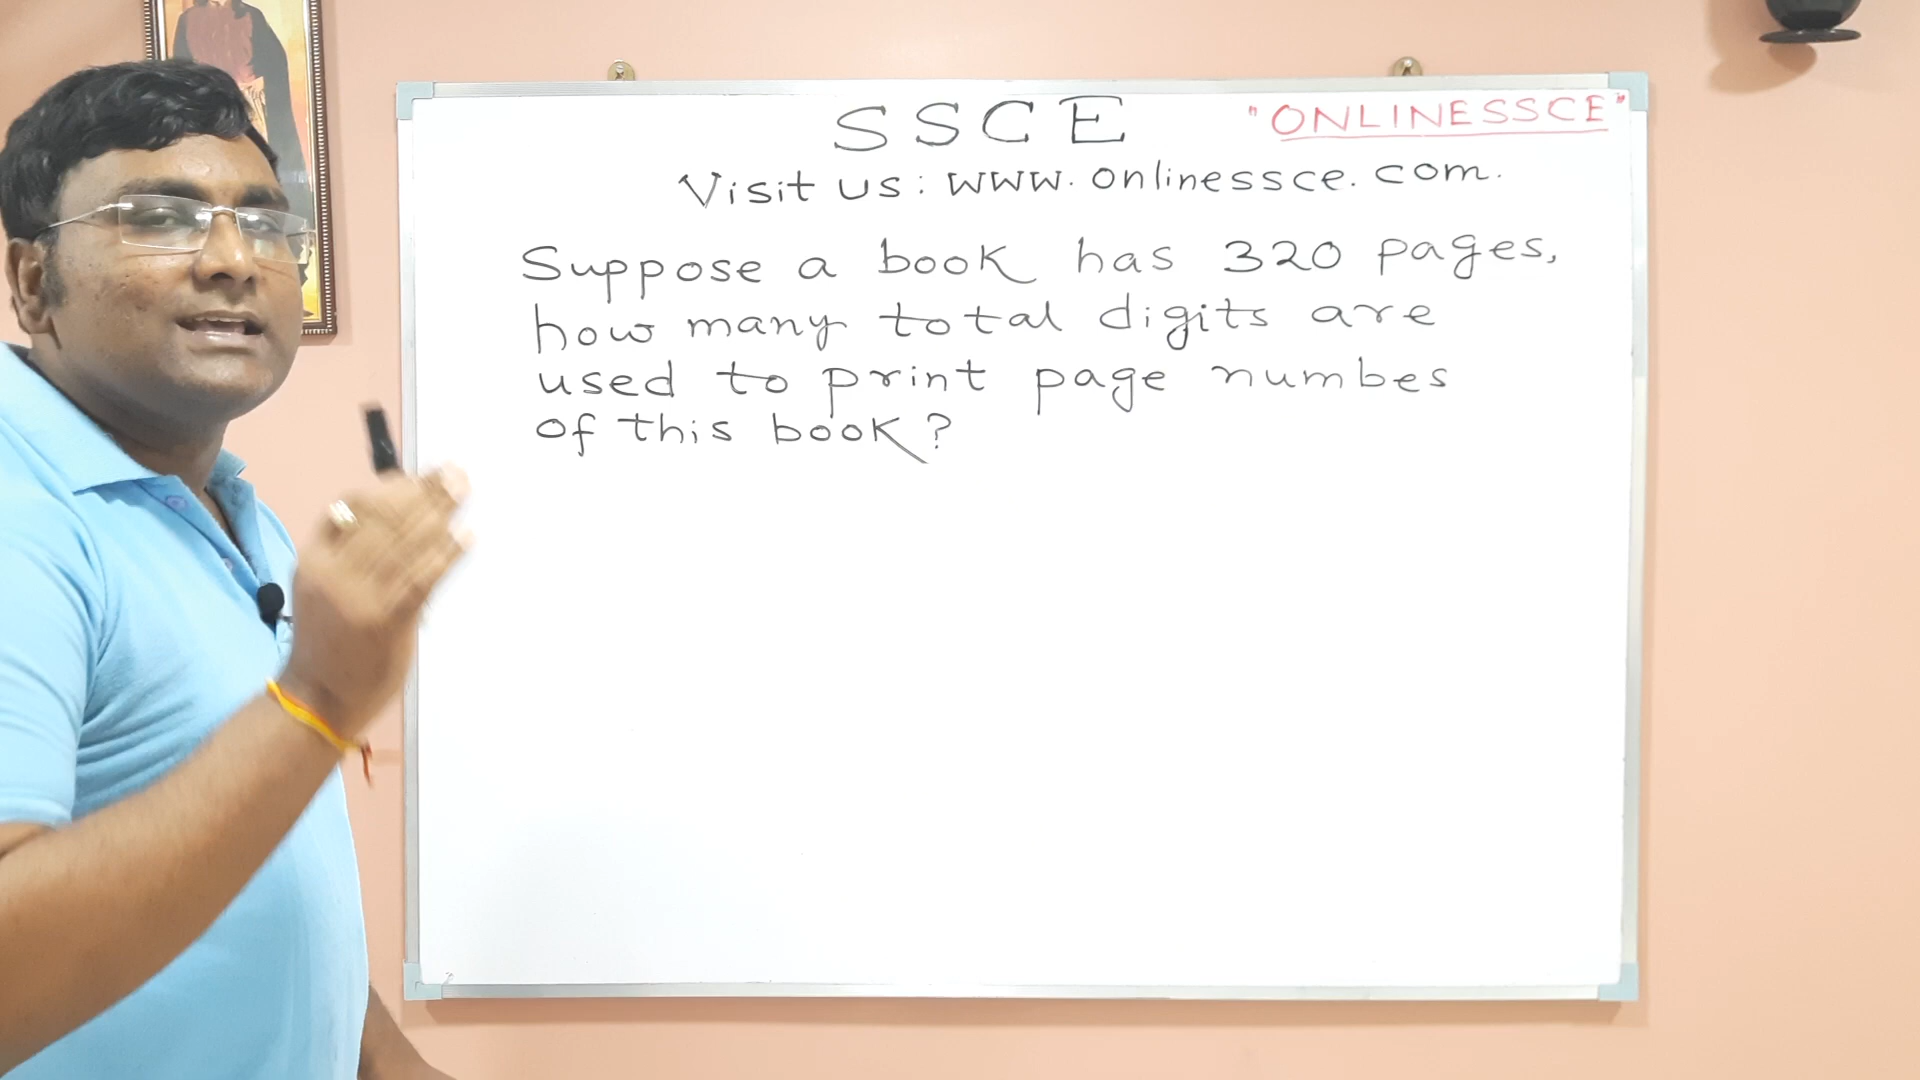 SSCE
"ONLINESSCE"
Visit us: www.onlinessce.com.
Suppose a book has 320 pages,
how many total digits are
used to print page numbes
of this book?